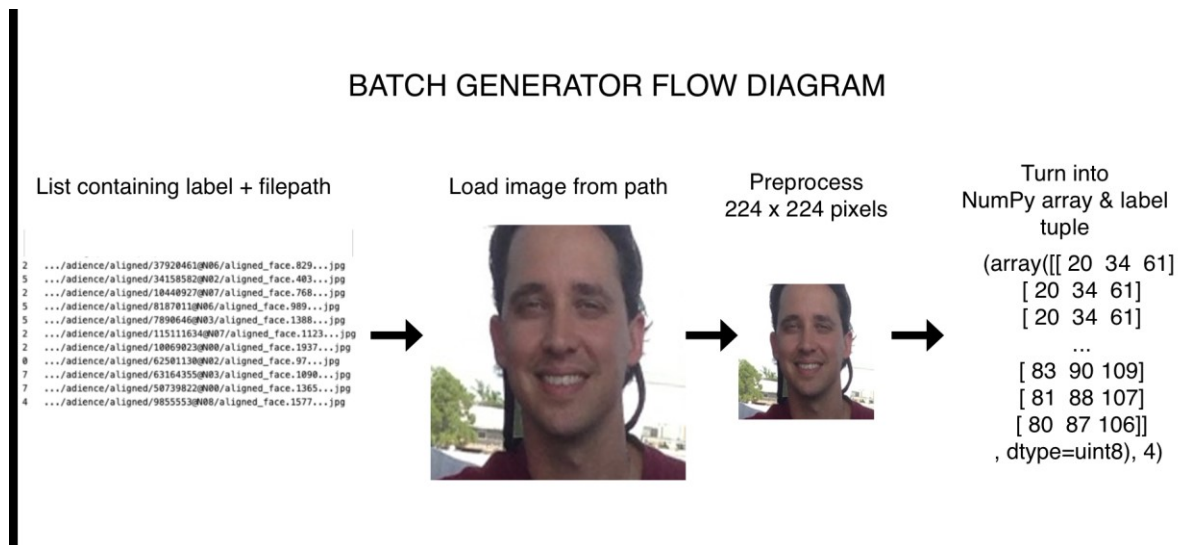 BATCH GENERATOR FLOW DIAGRAM
List containing label + filepath
2 .../adience/aligned/37920461@N06/aligned_face.829...jpg
5 .../adience/aligned/34158582@N02/aligned_face.403...jpg
2 .../adience/aligned/10440927@N07/aligned_face.768...jpg
5 .../adience/aligned/8187011@N06/aligned_face.989...jpg
5 .../adience/aligned/7890646@N03/aligned_face.1388...jpg
2 .../adience/aligned/115111634@N07/aligned_face.1123...jpg
2 .../adience/aligned/10069023@N00/aligned_face.1937...jpg
0 .../adience/aligned/62501130@N02/aligned_face.97...jpg
7 .../adience/aligned/63164355@N03/aligned_face.1090...jpg
7 .../adience/aligned/50739822@N00/aligned_face.1365...jpg
4 .../adience/aligned/9855553@N08/aligned_face.1577...jpg
Load image from path
Preprocess
224 x 224 pixels
Turn into
NumPy array & label
tuple
(array([[ 20 34 61]
[ 20 34 61]
[ 20 34 61]
...
[ 83 90 109]
[ 81 88 107]
[ 80 87 106]]
, dtype=uint8), 4)